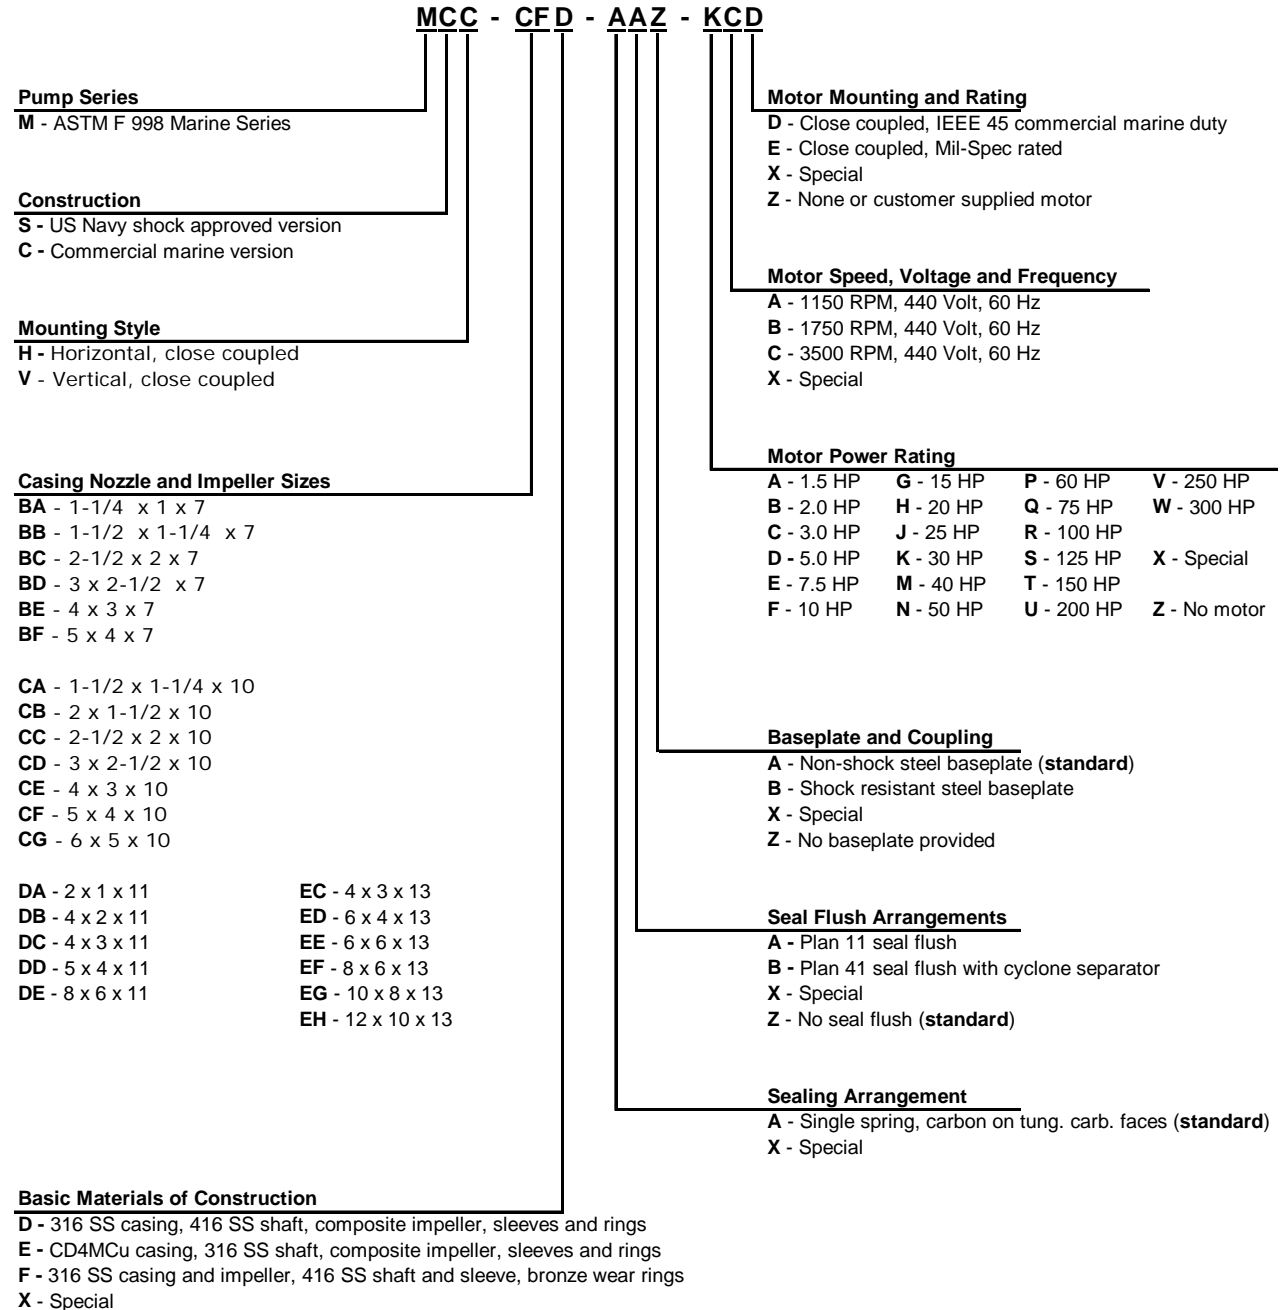 MCC - CFD - AAZ - KCD
Pump Series
M - ASTM F 998 Marine Series
Construction
S - US Navy shock approved version
C - Commercial marine version
Mounting Style
H - Horizontal, close coupled
V - Vertical, close coupled
Casing Nozzle and Impeller Sizes
BA - 1-1/4 x 1 x 7
BB - 1-1/2 x 1-1/4 x 7
BC - 2-1/2 x 2 x 7
BD - 3 x 2-1/2 x 7
BE - 4 x 3 x 7
BF - 5 x 4 x 7
CA - 1-1/2 x 1-1/4 x 10
CB - 2 x 1-1/2 x 10
CC - 2-1/2 x 2 x 10
CD - 3 x 2-1/2 x 10
CE - 4 x 3 x 10
CF - 5 x 4 x 10
CG - 6 x 5 x 10
DA - 2 x 1 x 11
DB - 4 x 2 x 11
DC - 4 x 3 x 11
DD - 5 x 4 x 11
DE - 8 x 6 x 11
EC - 4 x 3 x 13
ED - 6 x 4 x 13
EE - 6 x 6 x 13
EF - 8 x 6 x 13
EG - 10 x 8 x 13
EH - 12 x 10 x 13
Basic Materials of Construction
D - 316 SS casing, 416 SS shaft, composite impeller, sleeves and rings
E - CD4MCu casing, 316 SS shaft, composite impeller, sleeves and rings
F - 316 SS casing and impeller, 416 SS shaft and sleeve, bronze wear rings
X - Special
Motor Mounting and Rating
D - Close coupled, IEEE 45 commercial marine duty
E - Close coupled, Mil-Spec rated
X - Special
Z - None or customer supplied motor
Motor Speed, Voltage and Frequency
A - 1150 RPM, 440 Volt, 60 Hz
B - 1750 RPM, 440 Volt, 60 Hz
C - 3500 RPM, 440 Volt, 60 Hz
X - Special
Motor Power Rating
A - 1.5 HP G - 15 HP P - 60 HP V - 250 HP
B - 2.0 HP H - 20 HP Q - 75 HP W - 300 HP
C - 3.0 HP J - 25 HP R - 100 HP
D - 5.0 HP K - 30 HP S - 125 HP X - Special
E - 7.5 HP M - 40 HP T - 150 HP
F - 10 HP N - 50 HP U - 200 HP Z - No motor
Baseplate and Coupling
A - Non-shock steel baseplate (standard)
B - Shock resistant steel baseplate
X - Special
Z - No baseplate provided
Seal Flush Arrangements
A - Plan 11 seal flush
B - Plan 41 seal flush with cyclone separator
X - Special
Z - No seal flush (standard)
Sealing Arrangement
A - Single spring, carbon on tung. carb. faces (standard)
X - Special